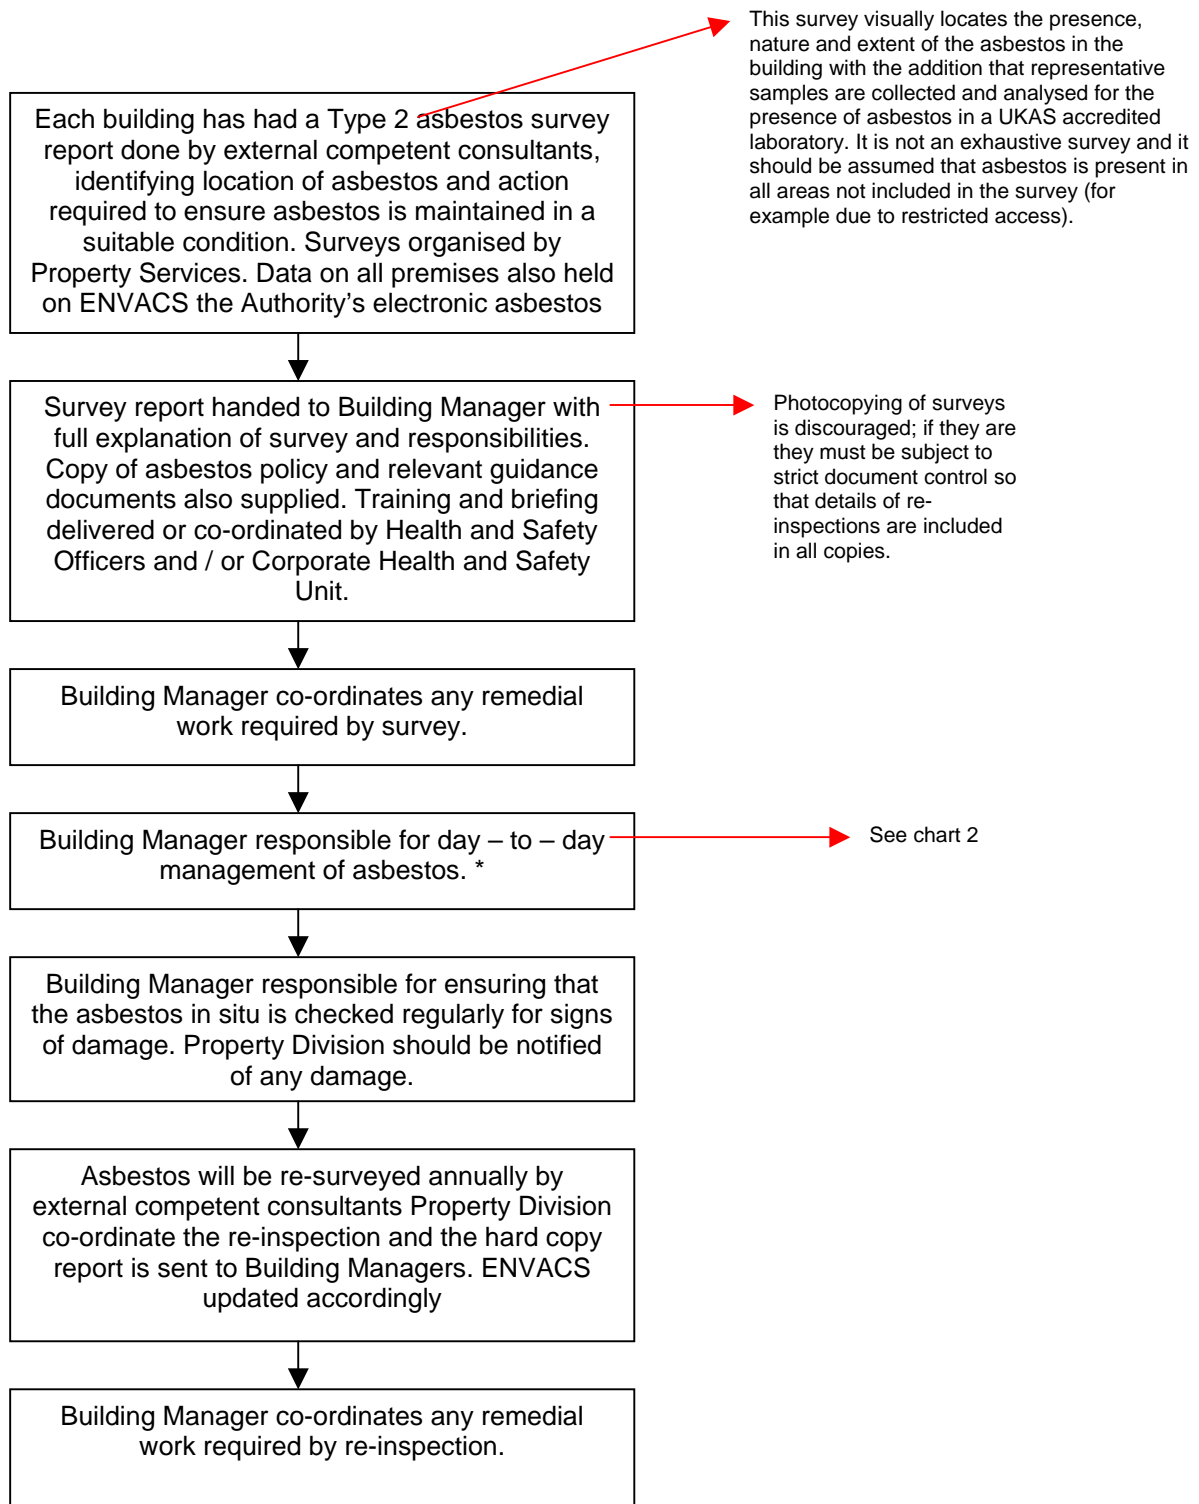 This survey visually locates the presence,
nature and extent of the asbestos in the
building with the addition that representative
samples are collected and analysed for the
presence of asbestos in a UKAS accredited
laboratory. It is not an exhaustive survey and it
should be assumed that asbestos is present in
all areas not included in the survey (for
example due to restricted access).
Each building has had a Type 2 asbestos survey
report done by external competent consultants,
identifying location of asbestos and action
required to ensure asbestos is maintained in a
suitable condition. Surveys organised by
Property Services. Data on all premises also held
on ENVACS the Authority's electronic asbestos
Survey report handed to Building Manager with
full explanation of survey and responsibilities.
Copy of asbestos policy and relevant guidance
documents also supplied. Training and briefing
delivered or co-ordinated by Health and Safety
Officers and / or Corporate Health and Safety
Unit.
Photocopying of surveys
is discouraged; if they are
they must be subject to
strict document control so
that details of re-
inspections are included
in all copies.
Building Manager co-ordinates any remedial
work required by survey.
Building Manager responsible for day – to – day
management of asbestos. *
See chart 2
Building Manager responsible for ensuring that
the asbestos in situ is checked regularly for signs
of damage. Property Division should be notified
of any damage.
Asbestos will be re-surveyed annually by
external competent consultants Property Division
co-ordinate the re-inspection and the hard copy
report is sent to Building Managers. ENVACS
updated accordingly
Building Manager co-ordinates any remedial
work required by re-inspection.